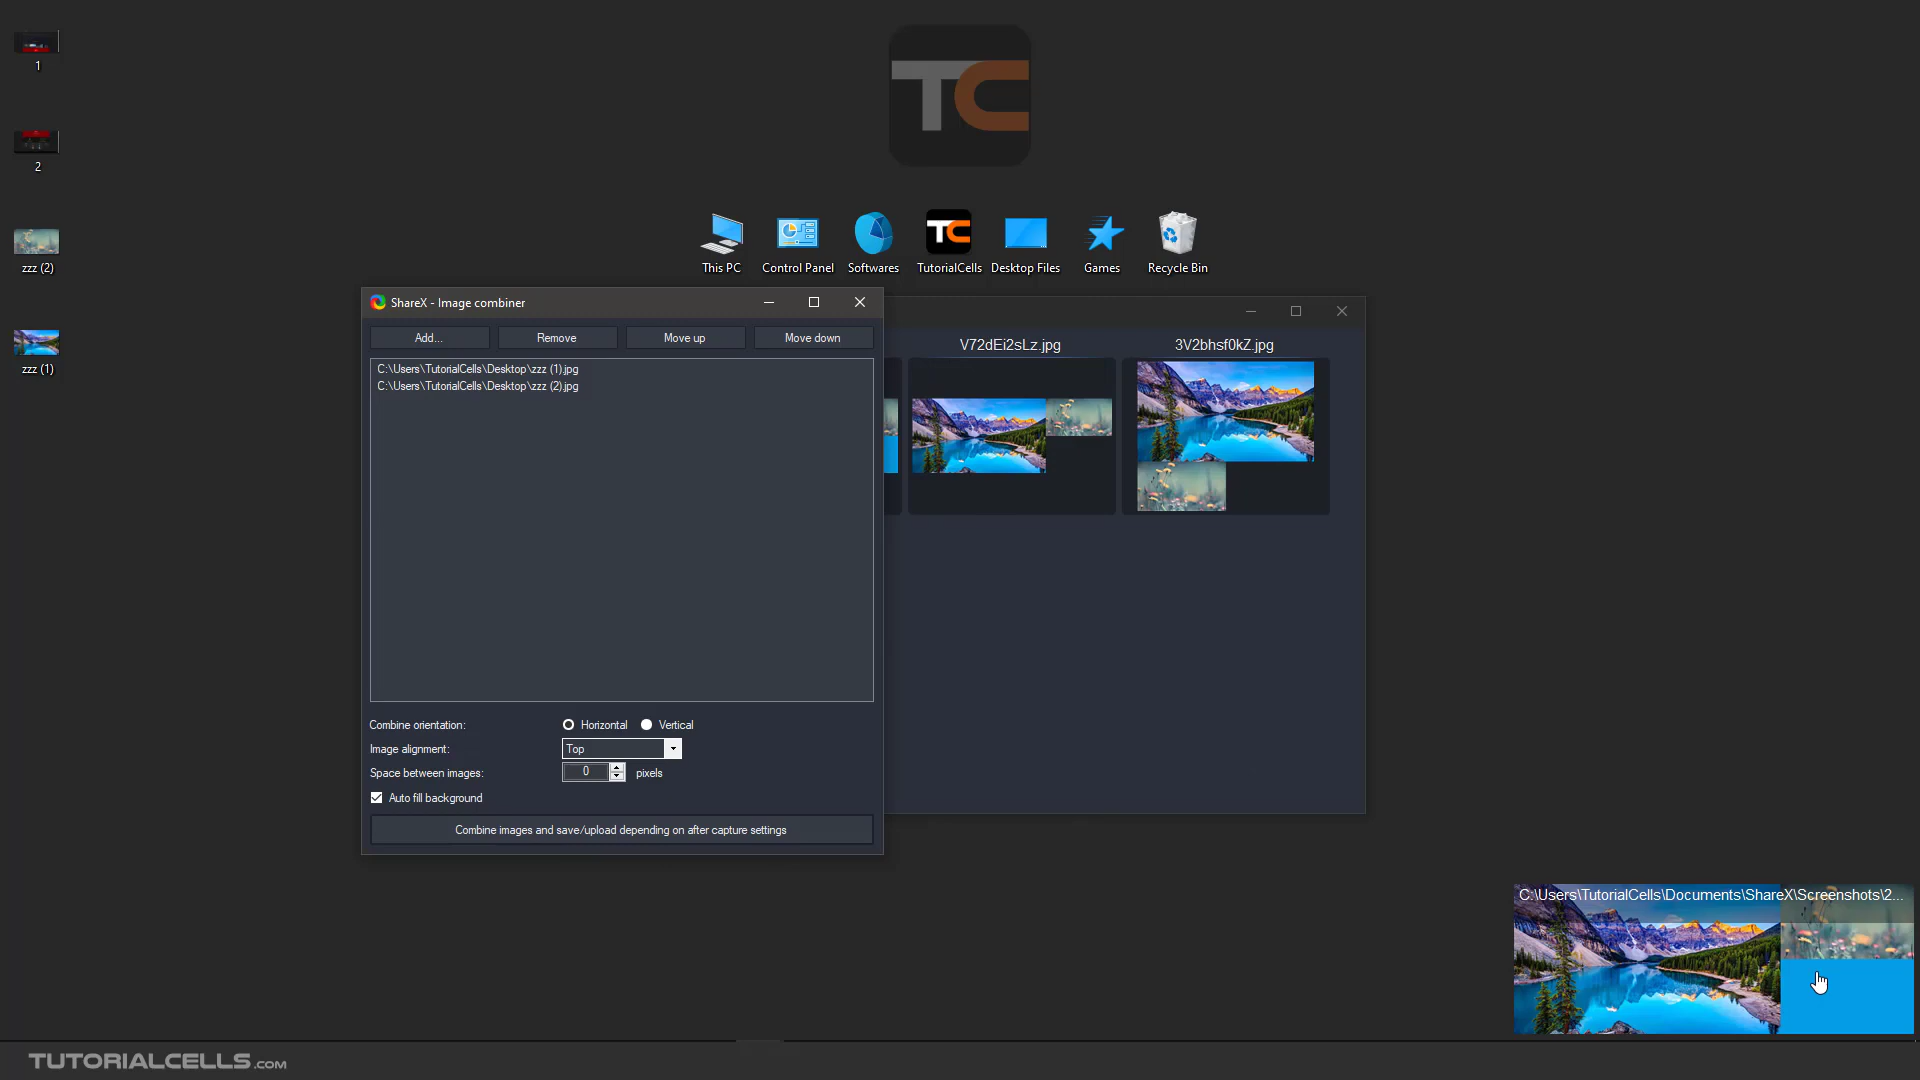 1
2
zzz (2)
zzz (1)
TC
This PC
Control Panel
Softwares
TC
TutorialCells
Desktop Files
Games
Recycle Bin
ShareX - Image combiner
Add...
Remove
Move up
Move down
C:\Users\TutorialCells\Desktop\zzz (1).jpg
C:\Users\TutorialCells\Desktop\zzz (2).jpg
Combine orientation:
Horizontal
Vertical
Image alignment:
Top
Space between images:
0
pixels
Auto fill background
Combine images and save/upload depending on after capture settings
V72dEi2sLz.jpg
3V2bhsf0kZ.jpg
C:\Users\TutorialCells\Documents\ShareX\Screenshots\2...
TUTORIALCELLS.COM